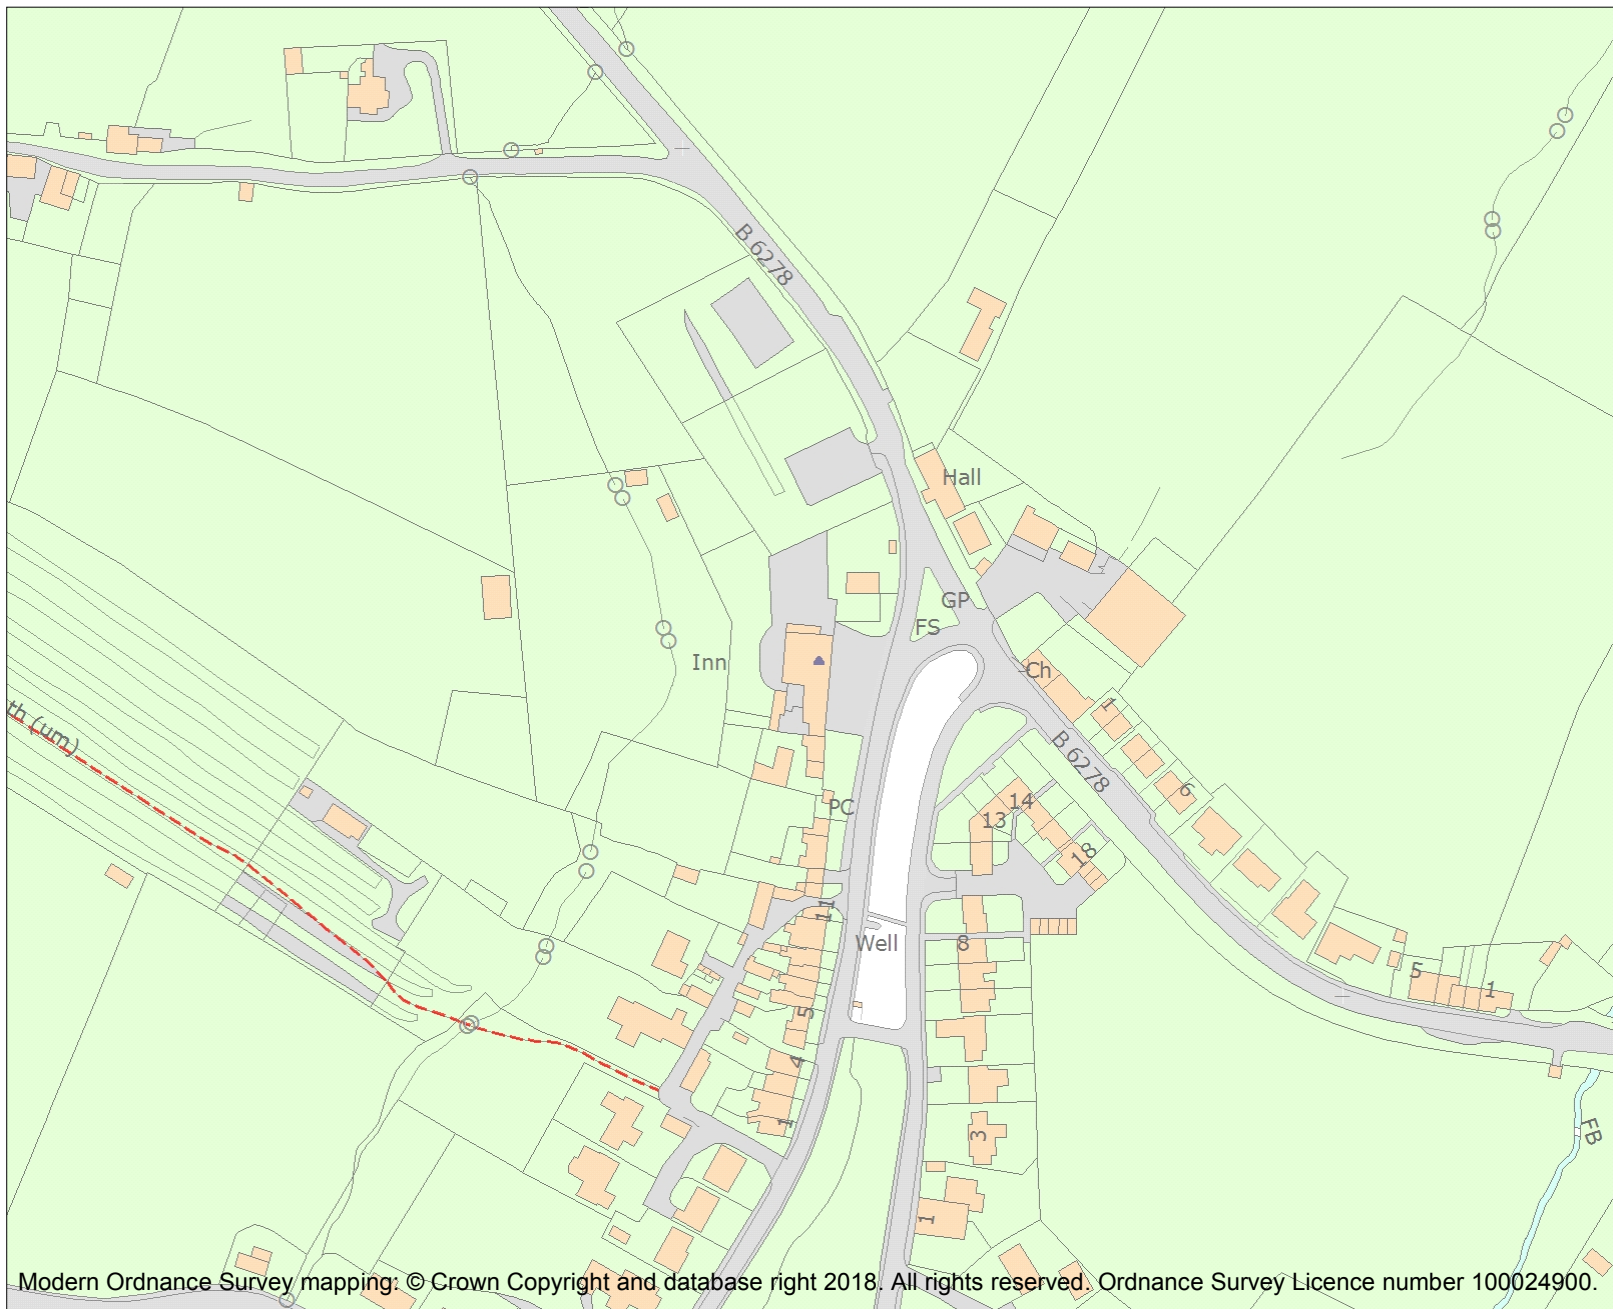 B 6278
Hall
GP
FS
Inn
Ch
1
th (um)
B 6278
6
PC
14
13
18
11
Well
8
5
1
5
4
1
3
FB
1
Modern Ordnance Survey mapping: © Crown Copyright and database right 2018. All rights reserved. Ordnance Survey Licence number 100024900.